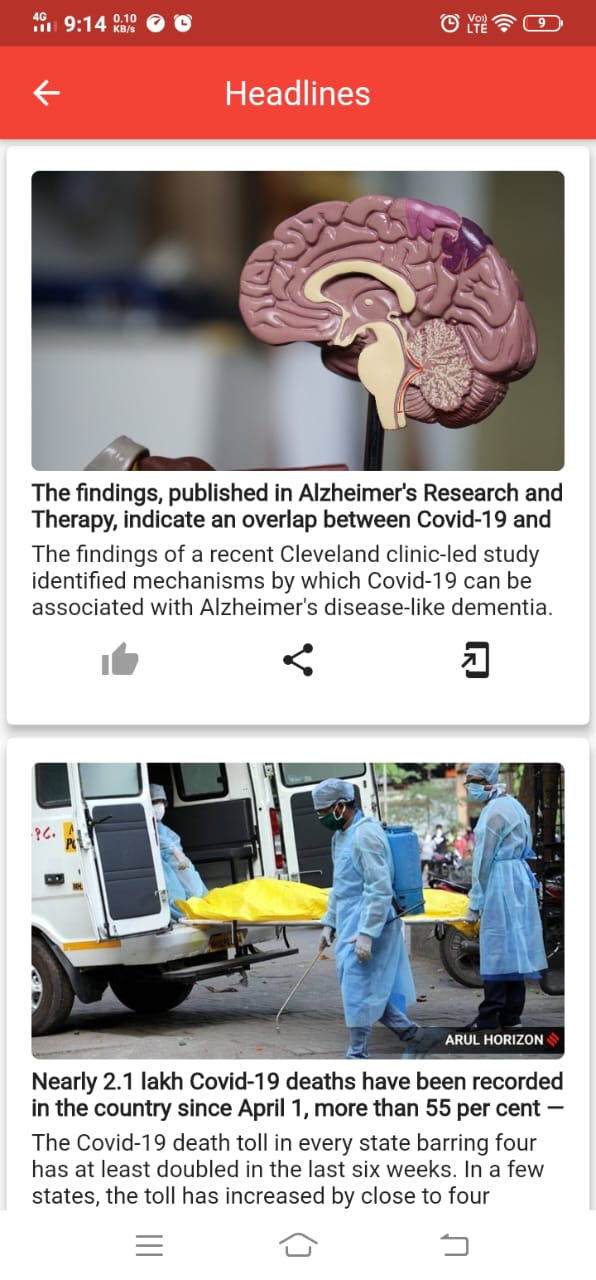 4G 9:14 0.10 KB/s Vo)) LTE 9
Headlines
The findings, published in Alzheimer's Research and
Therapy, indicate an overlap between Covid-19 and
The findings of a recent Cleveland clinic-led study
identified mechanisms by which Covid-19 can be
associated with Alzheimer's disease-like dementia.
ARUL HORIZON
Nearly 2.1 lakh Covid-19 deaths have been recorded
in the country since April 1, more than 55 per cent —
The Covid-19 death toll in every state barring four
has at least doubled in the last six weeks. In a few
states, the toll has increased by close to four